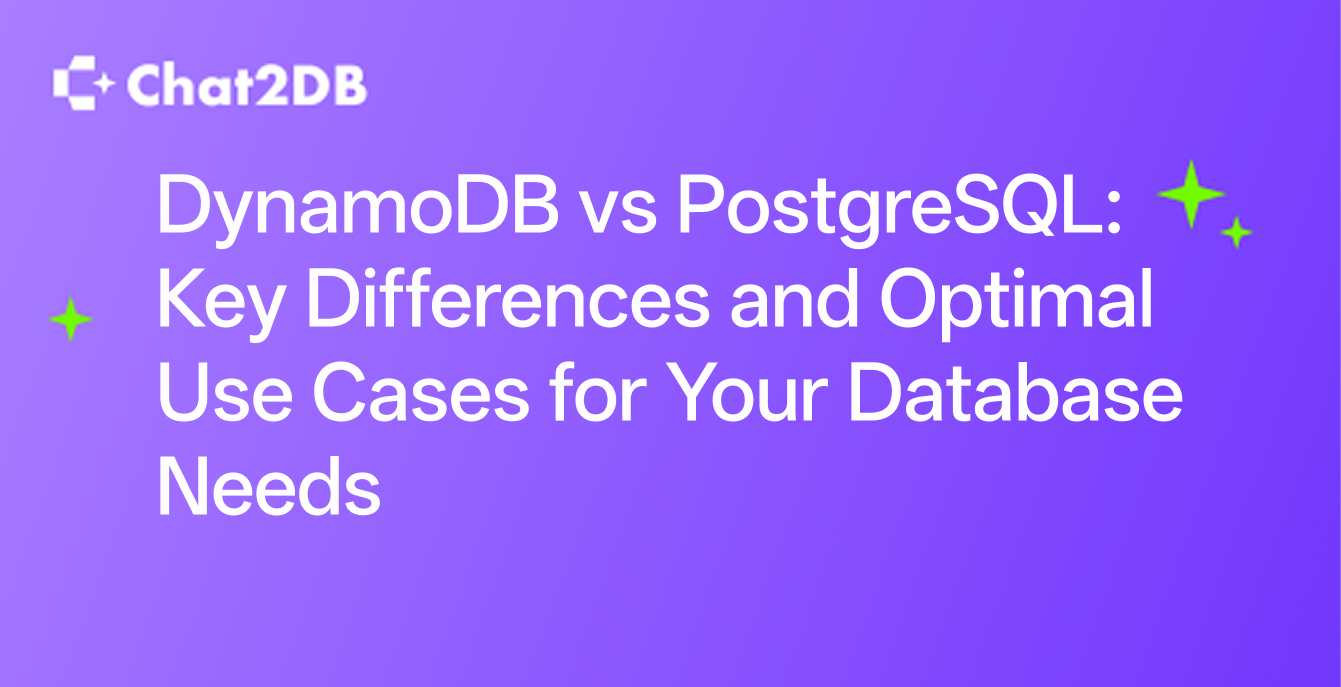 Chat2DB
DynamoDB vs PostgreSQL:
Key Differences and Optimal
Use Cases for Your Database
Needs